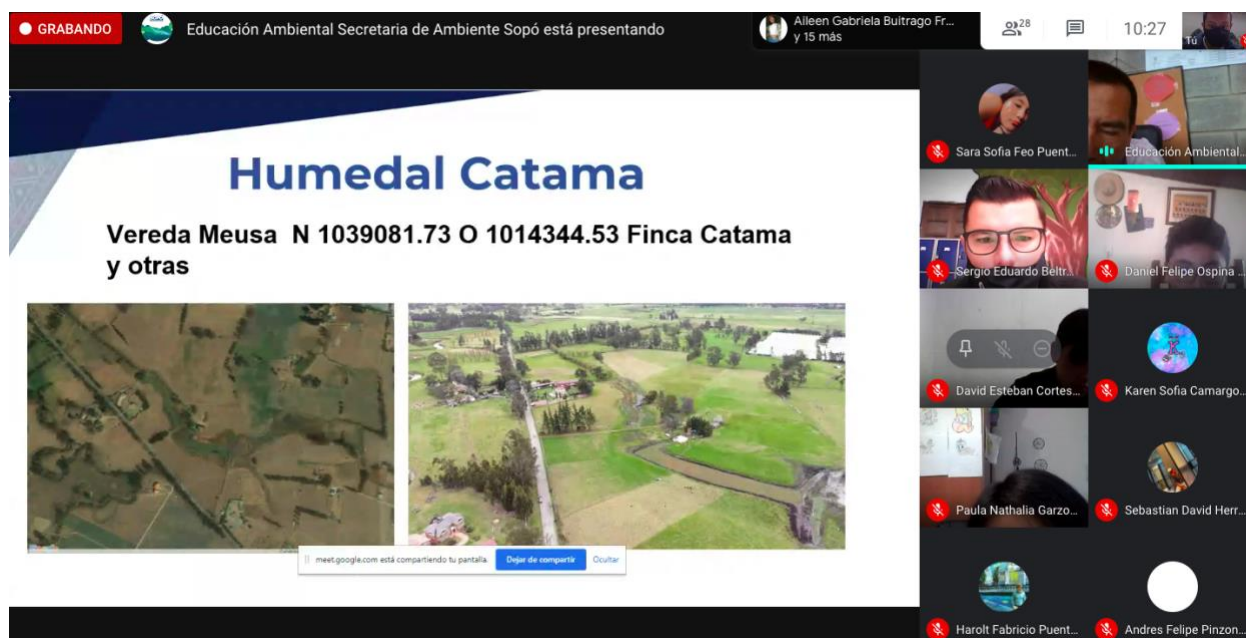 GRABANDO
Educación Ambiental Secretaria de Ambiente Sopó está presentando
Aileen Gabriela Buitrago Fr...
y 15 más
28
10:27
Tú
Humedal Catama
Vereda Meusa N 1039081.73 O 1014344.53 Finca Catama
y otras
meet.google.com está compartiendo tu pantalla.
Dejar de compartir
Ocultar
Sara Sofia Feo Puent...
Educación Ambiental...
Sergio Eduardo Beltr...
Daniel Felipe Ospina ...
David Esteban Cortes...
Karen Sofia Camargo...
Paula Nathalia Garzo...
Sebastian David Herr...
Harolt Fabricio Puent...
Andres Felipe Pinzon...